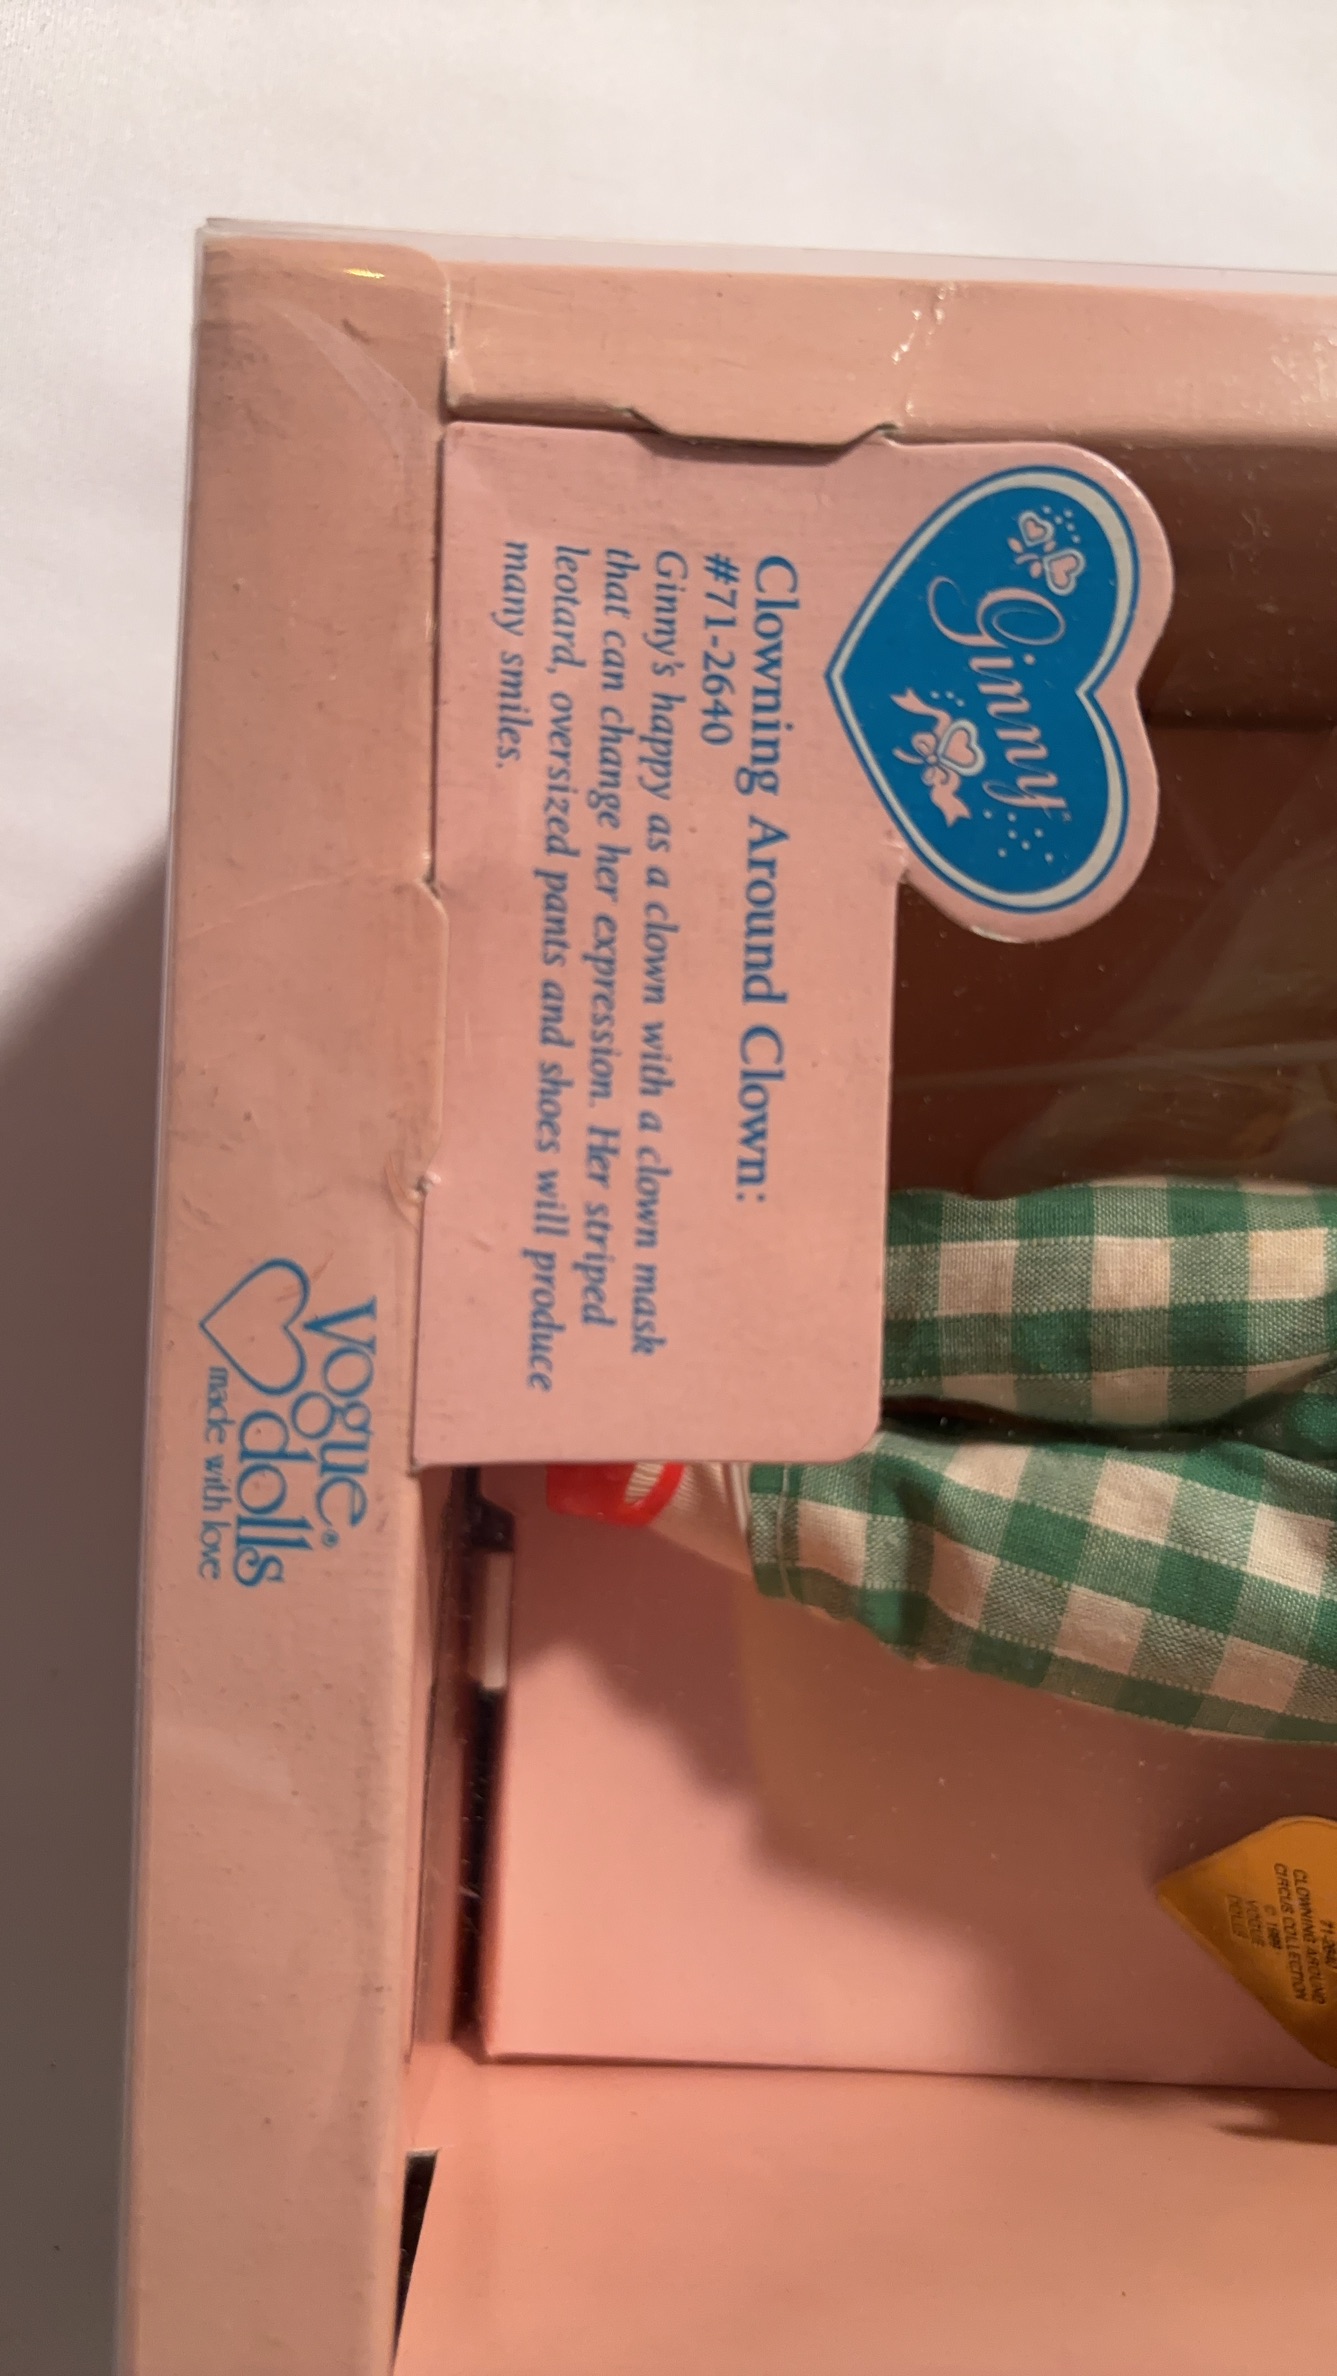 Ginny®
Clowning Around Clown:
#71-2640
Ginny's happy as a clown with a clown mask
that can change her expression. Her striped
leotard, oversized pants and shoes will produce
many smiles.
Vogue®
dolls
made with love
CLOWNING AROUND
CIRCUS COLLECTION
VOGUE
DOLLS